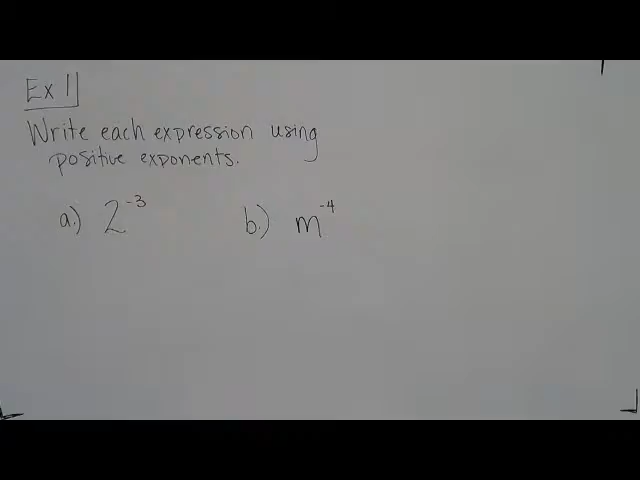 Ex 1
Write each expression using
positive exponents.
a.) 2⁻³ b.) m⁻⁴